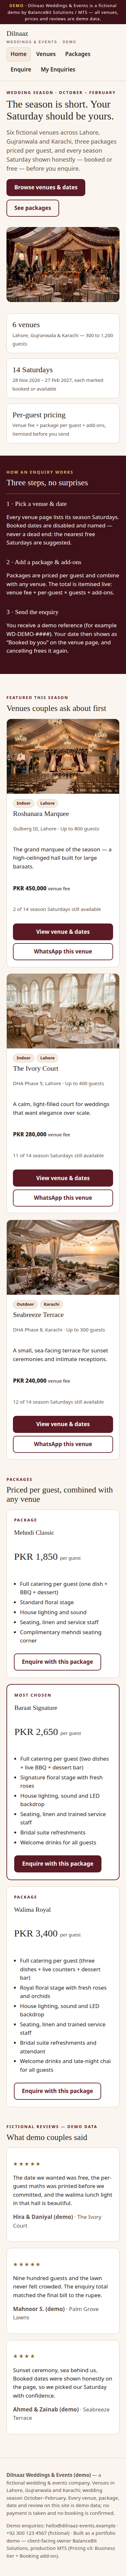 DEMO · Dilnaaz Weddings & Events is a fictional
demo by BalanceBit Solutions / MTS — all venues,
prices and reviews are demo data.
Dilnaaz
WEDDINGS & EVENTS · DEMO
Home Venues Packages
Enquire My Enquiries
WEDDING SEASON · OCTOBER – FEBRUARY
The season is short. Your
Saturday should be yours.
Six fictional venues across Lahore,
Gujranwala & Karachi, three packages
priced per guest, and every season
Saturday shown honestly — booked or
free — before you enquire.
Browse venues & dates
See packages
6 venues
Lahore, Gujranwala & Karachi — 300 to 1,200
guests
14 Saturdays
28 Nov 2026 – 27 Feb 2027, each marked
booked or available
Per-guest pricing
Venue fee + package per guest + add-ons,
itemised before you send
HOW AN ENQUIRY WORKS
Three steps, no surprises
1 · Pick a venue & date
Every venue page lists its season Saturdays.
Booked dates are disabled and named —
never a dead end: the nearest free
Saturdays are suggested.
2 · Add a package & add-ons
Packages are priced per guest and combine
with any venue. The total is itemised live:
venue fee + per-guest × guests + add-ons.
3 · Send the enquiry
You receive a demo reference (for example
WD-DEMO-####). Your date then shows as
“Booked by you” on the venue page, and
cancelling frees it again.
FEATURED THIS SEASON
Venues couples ask about first
Indoor Lahore
Roshanara Marquee
Gulberg III, Lahore · Up to 800 guests
The grand marquee of the season — a
high-ceilinged hall built for large
baraats.
PKR 450,000 venue fee
2 of 14 season Saturdays still available
View venue & dates
WhatsApp this venue
Indoor Lahore
The Ivory Court
DHA Phase 5, Lahore · Up to 400 guests
A calm, light-filled court for weddings
that want elegance over scale.
PKR 280,000 venue fee
11 of 14 season Saturdays still available
View venue & dates
WhatsApp this venue
Outdoor Karachi
Seabreeze Terrace
DHA Phase 8, Karachi · Up to 300 guests
A small, sea-facing terrace for sunset
ceremonies and intimate receptions.
PKR 240,000 venue fee
12 of 14 season Saturdays still available
View venue & dates
WhatsApp this venue
PACKAGES
Priced per guest, combined with
any venue
PACKAGE
Mehndi Classic
PKR 1,850 per guest
Full catering per guest (one dish +
BBQ + dessert)
Standard floral stage
House lighting and sound
Seating, linen and service staff
Complimentary mehndi seating
corner
Enquire with this package
MOST CHOSEN
Baraat Signature
PKR 2,650 per guest
Full catering per guest (two dishes
+ live BBQ + dessert bar)
Signature floral stage with fresh
roses
House lighting, sound and LED
backdrop
Seating, linen and trained service
staff
Bridal suite refreshments
Welcome drinks for all guests
Enquire with this package
PACKAGE
Walima Royal
PKR 3,400 per guest
Full catering per guest (three
dishes + live counters + dessert
bar)
Royal floral stage with fresh roses
and orchids
House lighting, sound and LED
backdrop
Seating, linen and trained service
staff
Bridal suite refreshments and
attendant
Welcome drinks and late-night chai
for all guests
Enquire with this package
FICTIONAL REVIEWS — DEMO DATA
What demo couples said
★★★★★
The date we wanted was free, the per-
guest maths was printed before we
committed, and the walima lunch light
in that hall is beautiful.
Hira & Daniyal (demo) · The Ivory
Court
★★★★★
Nine hundred guests and the lawn
never felt crowded. The enquiry total
matched the final bill to the rupee.
Mahnoor S. (demo) · Palm Grove
Lawns
★★★★
Sunset ceremony, sea behind us.
Booked dates were shown honestly on
the page, so we picked our Saturday
with confidence.
Ahmed & Zainab (demo) · Seabreeze
Terrace
Dilnaaz Weddings & Events (demo) — a
fictional wedding & events company. Venues in
Lahore, Gujranwala & Karachi; wedding
season October–February. Every venue, package,
date and review on this site is demo data; no
payment is taken and no booking is confirmed.
Demo enquiries: hello@dilnaaz-events.example ·
+92 300 123 4567 (fictional) · Built as a portfolio
demo — client-facing owner BalanceBit
Solutions, production MTS (Pricing v3: Business
tier + Booking add-on).